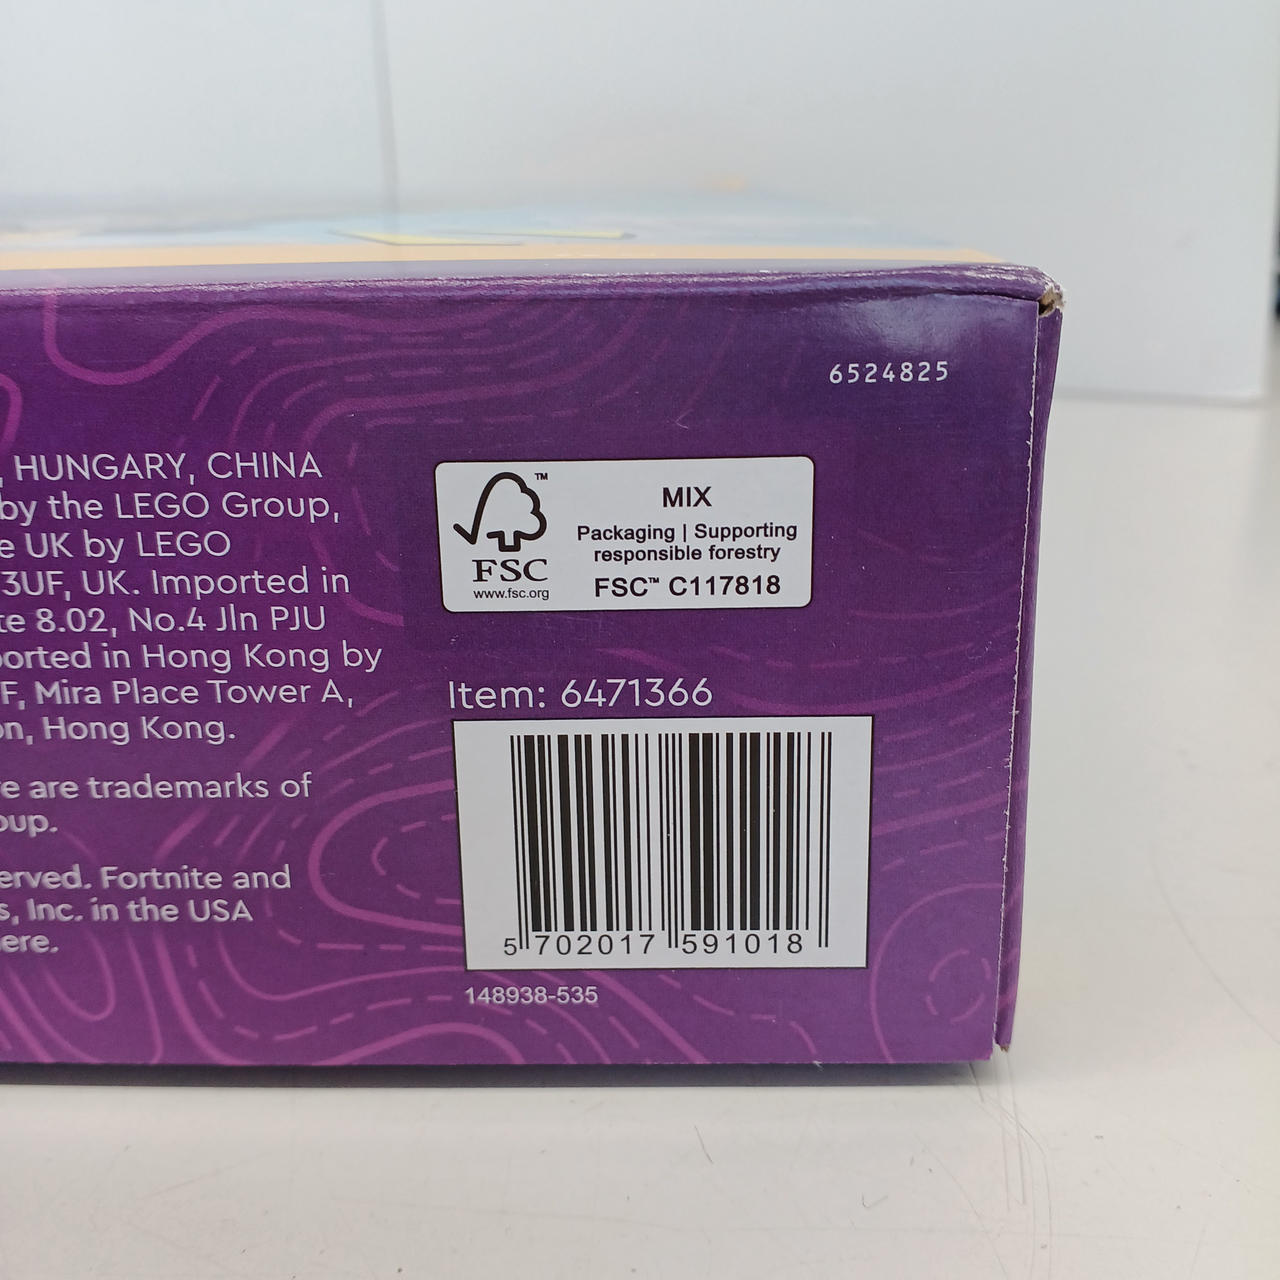 6524825
, HUNGARY, CHINA
by the LEGO Group,
e UK by LEGO
3UF, UK. Imported in
te 8.02, No.4 Jln PJU
ported in Hong Kong by
F, Mira Place Tower A,
on, Hong Kong.
re are trademarks of
oup.
erved. Fortnite and
s, Inc. in the USA
ere.
™
FSC
www.fsc.org
MIX
Packaging | Supporting
responsible forestry
FSC™ C117818
Item: 6471366
5 702017 591018
148938-535